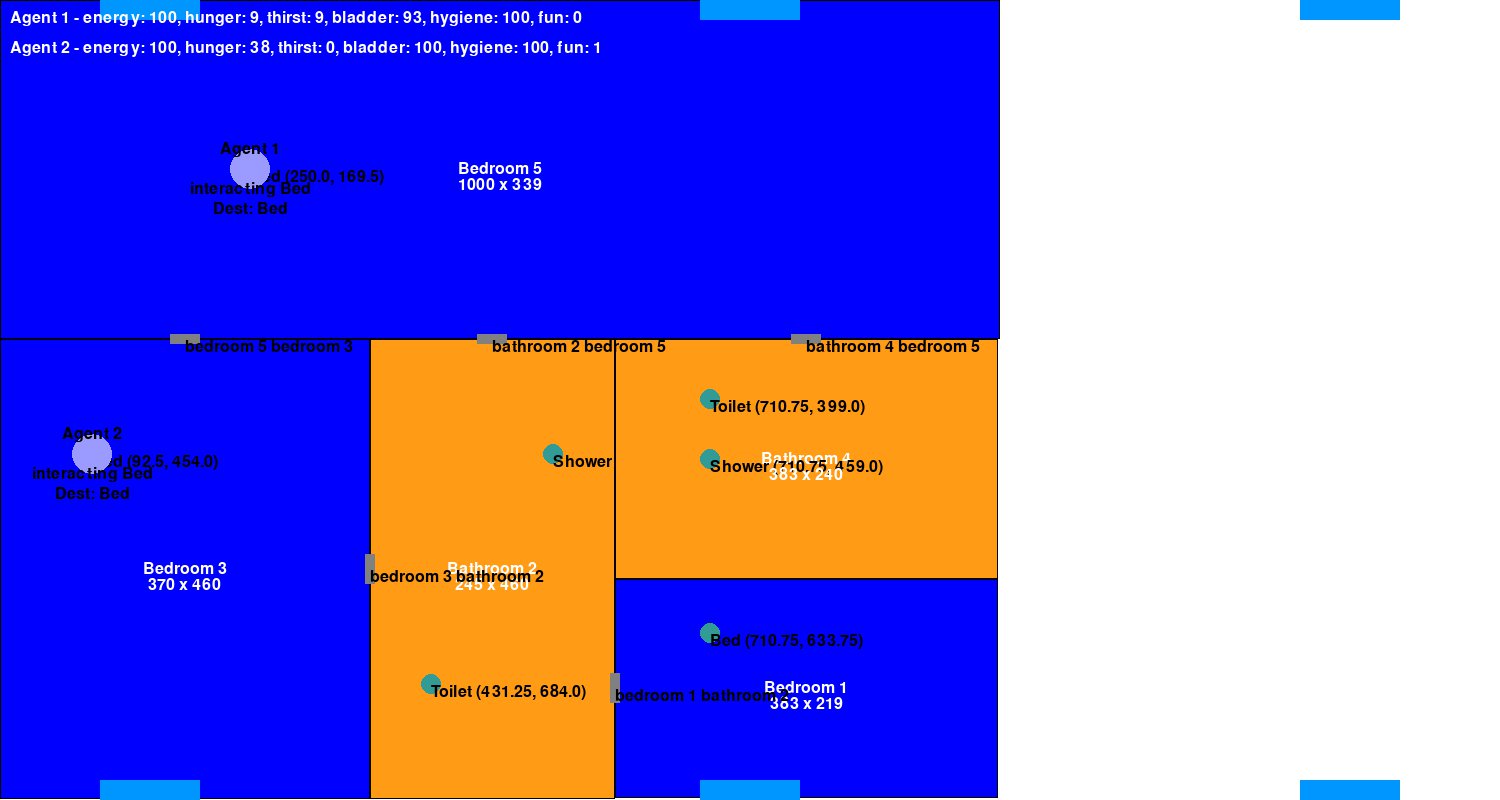 Agent 1 - energy: 100, hunger: 9, thirst: 9, bladder: 93, hygiene: 100, fun: 0
Agent 2 - energy: 100, hunger: 38, thirst: 0, bladder: 100, hygiene: 100, fun: 1
Agent 1
(250.0, 169.5)
interacting Bed
Dest: Bed
Bedroom 5
1000 x 339
bedroom 5 bedroom 3
bathroom 2 bedroom 5
bathroom 4 bedroom 5
Agent 2
(92.5, 454.0)
interacting Bed
Dest: Bed
Shower
Toilet (710.75, 399.0)
Bathroom 4
Shower (710.75, 459.0)
383 x 240
Bedroom 3
370 x 460
Bathroom 2
bedroom 3 bathroom 2
245 x 460
Bed (710.75, 633.75)
Toilet (431.25, 684.0)
Bedroom 1
bedroom 1 bathroom
383 x 219